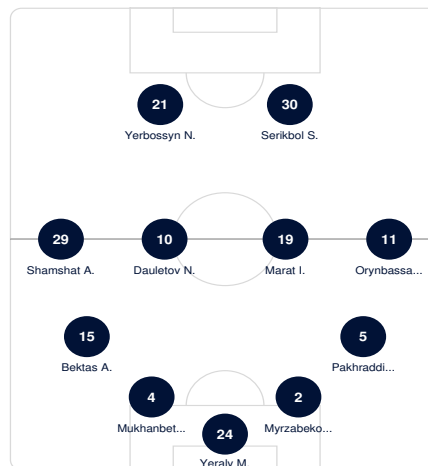 21
30
Yerbossyn N.
Serikbol S.
29
10
19
11
Shamshat A.
Dauletov N.
Marat I.
Orynbassa...
15
5
Bektas A.
Pakhraddi...
4
2
Mukhanbet...
Myrzabeko...
24
Yeraly M